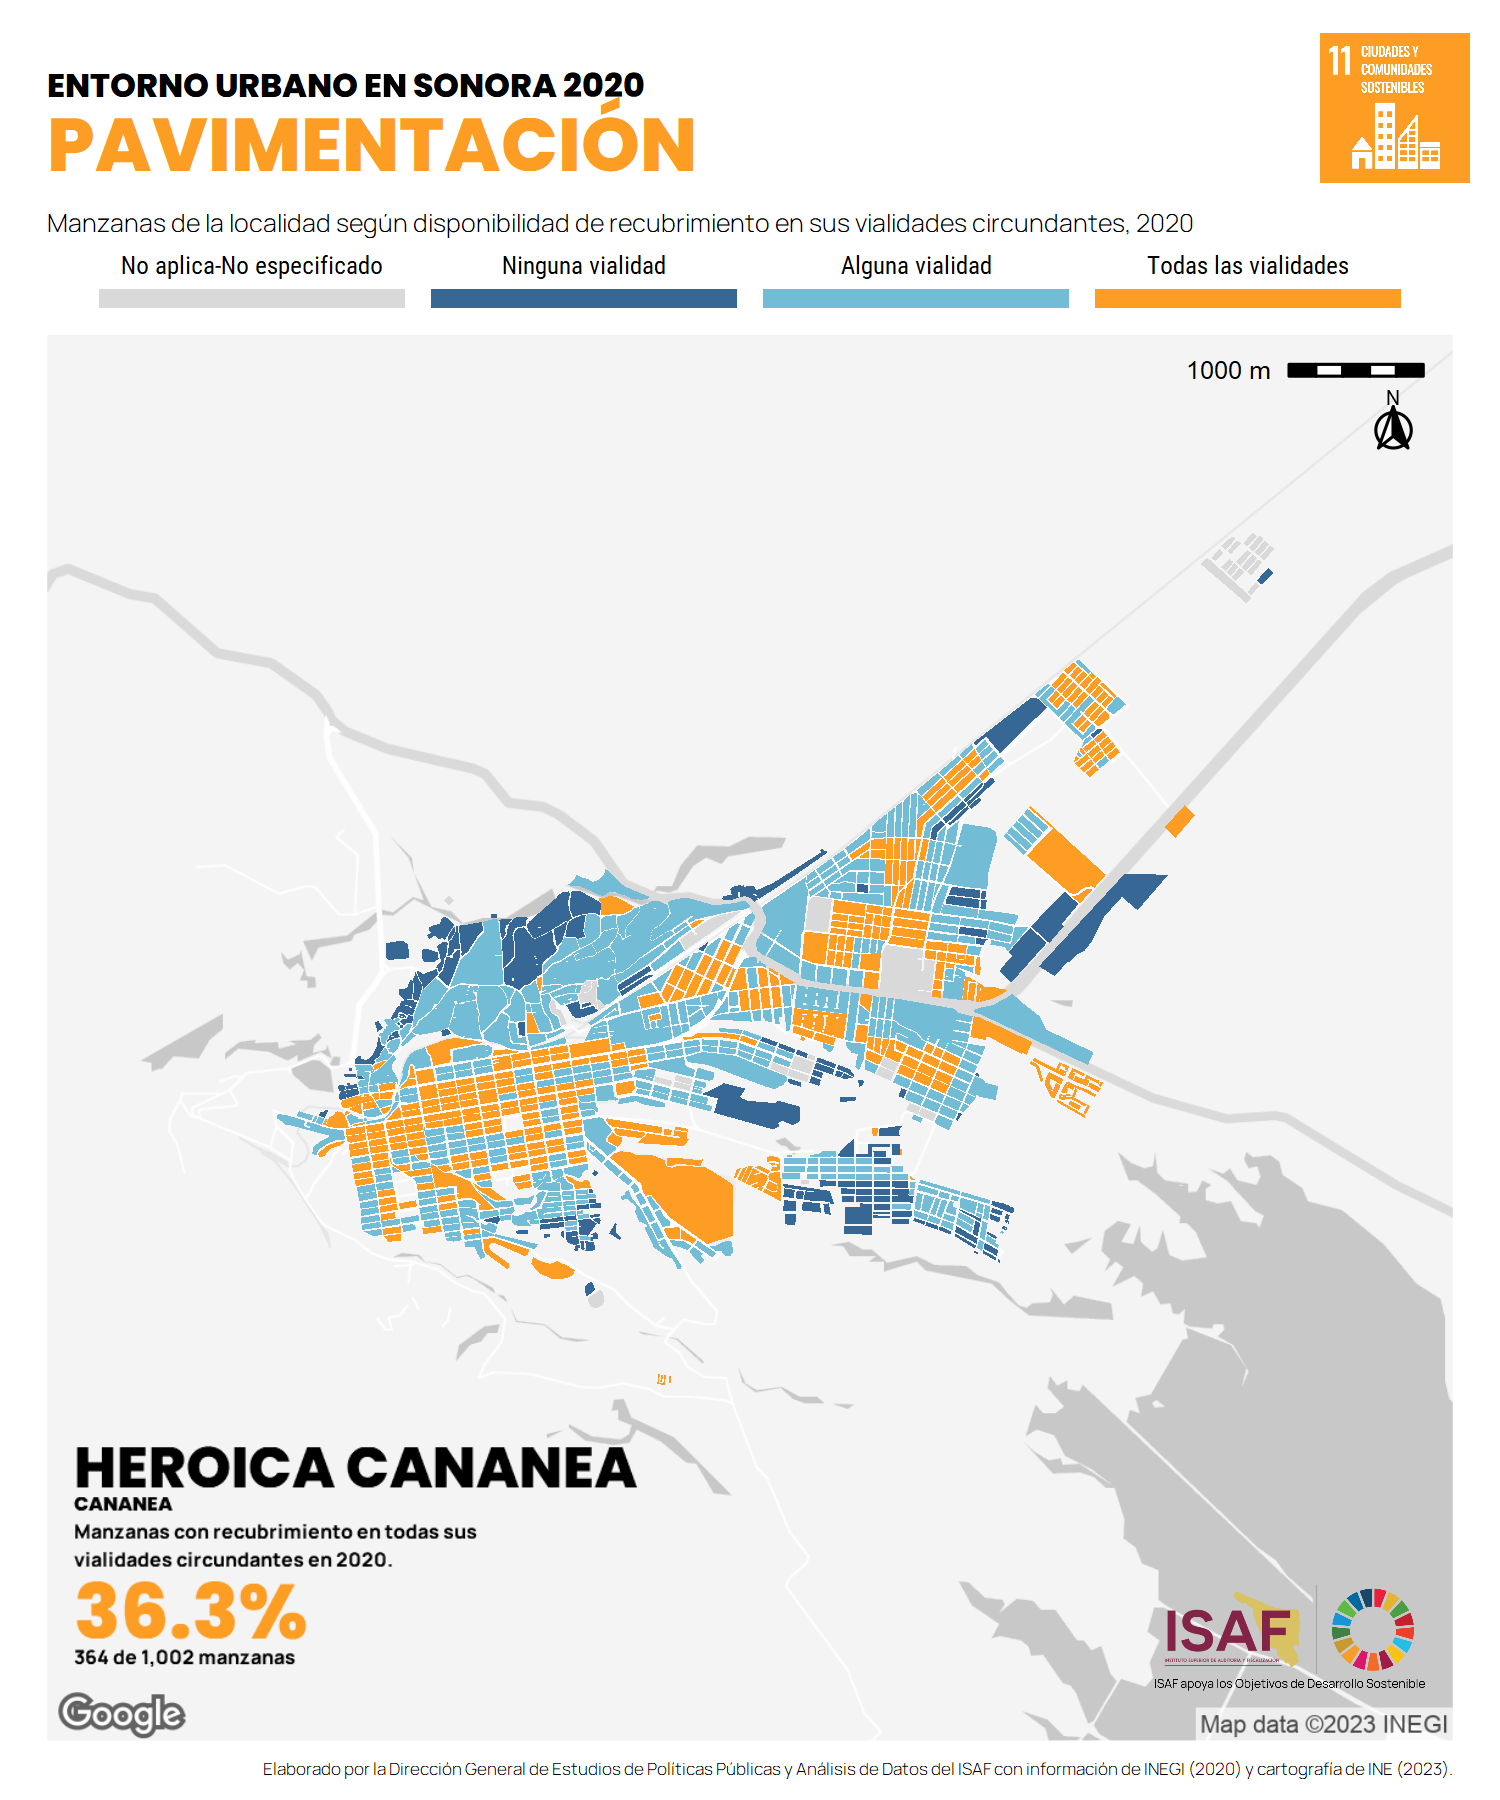 ENTORNO URBANO EN SONORA 2020
PAVIMENTACIÓN
11 CIUDADES Y
COMUNIDADES
SOSTENIBLES
Manzanas de la localidad según disponibilidad de recubrimiento en sus vialidades circundantes, 2020
No aplica-No especificado
Ninguna vialidad
Alguna vialidad
Todas las vialidades
1000 m
N
HEROICA CANANEA
CANANEA
Manzanas con recubrimiento en todas sus
vialidades circundantes en 2020.
36.3%
364 de 1,002 manzanas
ISAF
INSTITUTO SUPERIOR DE AUDITORÍA Y FISCALIZACIÓN
ISAF apoya los Objetivos de Desarrollo Sostenible
Google
Map data ©2023 INEGI
Elaborado por la Dirección General de Estudios de Políticas Públicas y Análisis de Datos del ISAF con información de INEGI (2020) y cartografía de INE (2023).